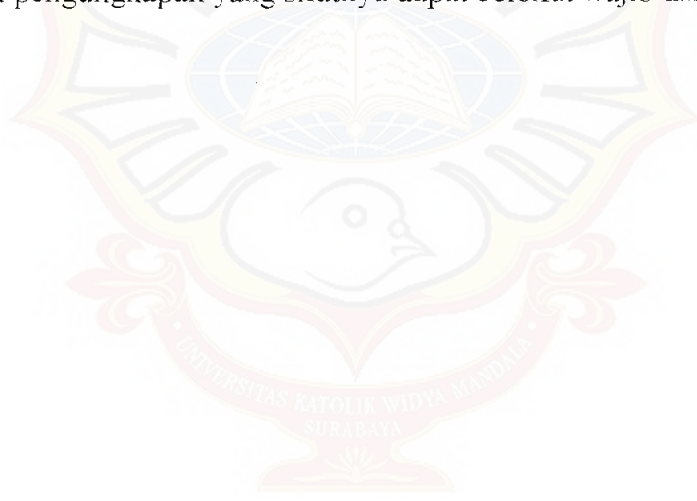 pengungkapan yang sifatnya dapat bersifat wajib
UNIVERSITAS KATOLIK WIDYA MANDALA
SURABAYA